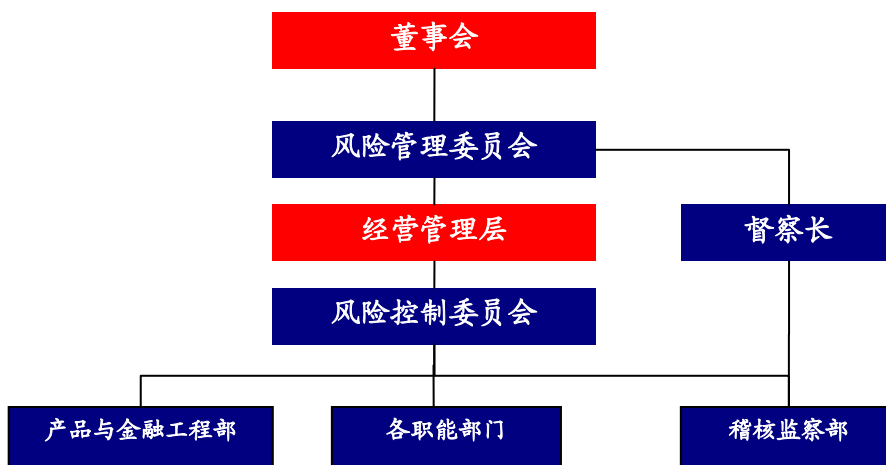 董事会
风险管理委员会
经营管理层
督察长
风险控制委员会
产品与金融工程部
各职能部门
稽核监察部